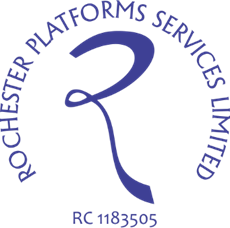 ROCHESTER PLATFORMS SERVICES LIMITED
R
RC 1183505